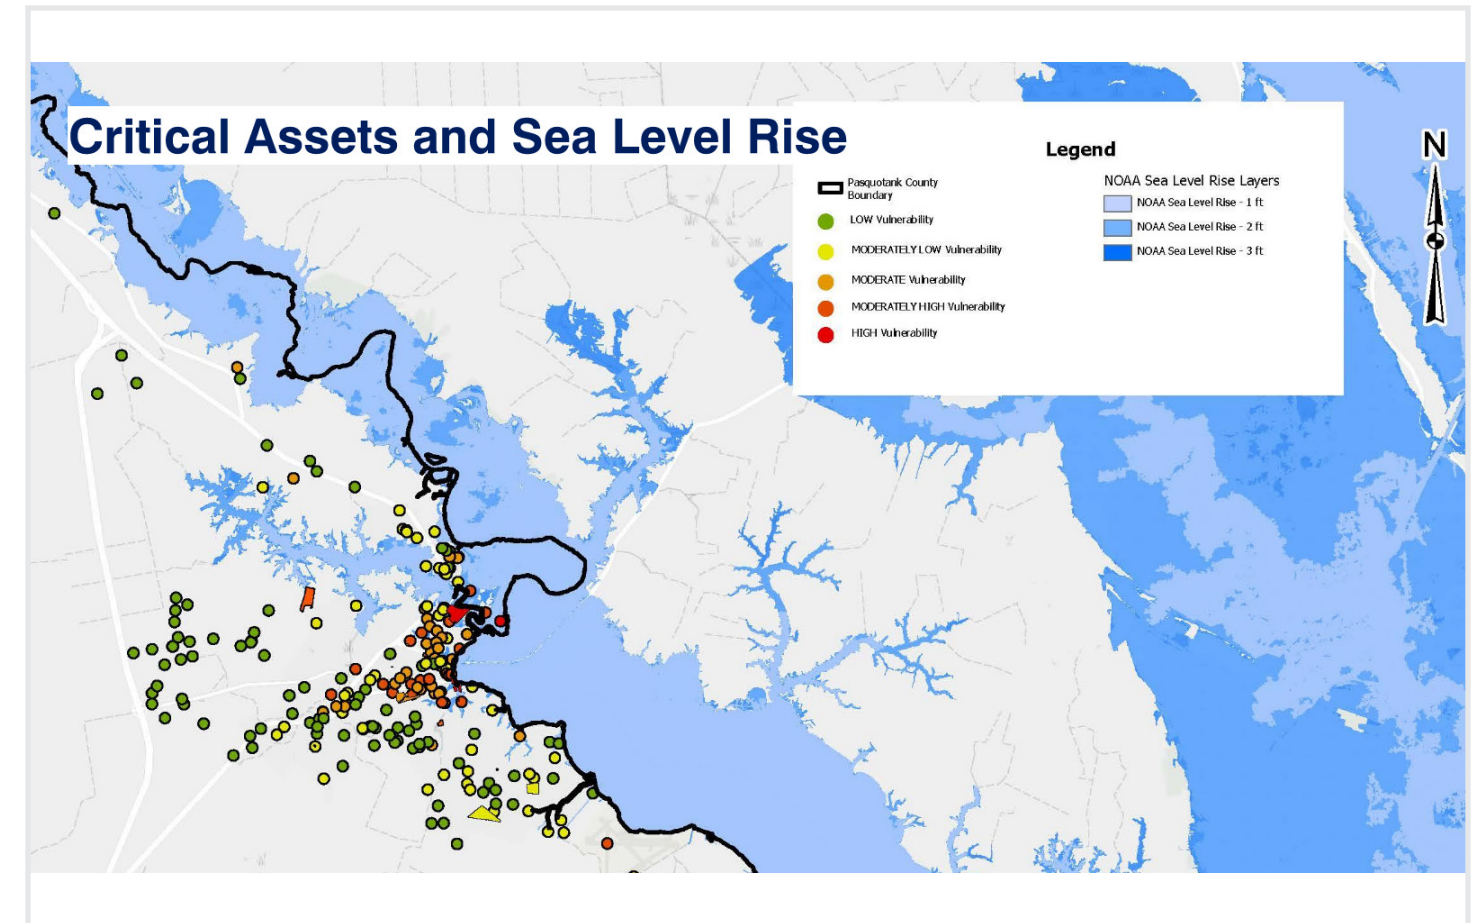 Critical Assets and Sea Level Rise
Legend
N
Pasquotank County
Boundary
LOW Vulnerability
MODERATELY LOW Vulnerability
MODERATE Vulnerability
MODERATELY HIGH Vulnerability
HIGH Vulnerability
NOAA Sea Level Rise Layers
NOAA Sea Level Rise - 1 ft
NOAA Sea Level Rise - 2 ft
NOAA Sea Level Rise - 3 ft